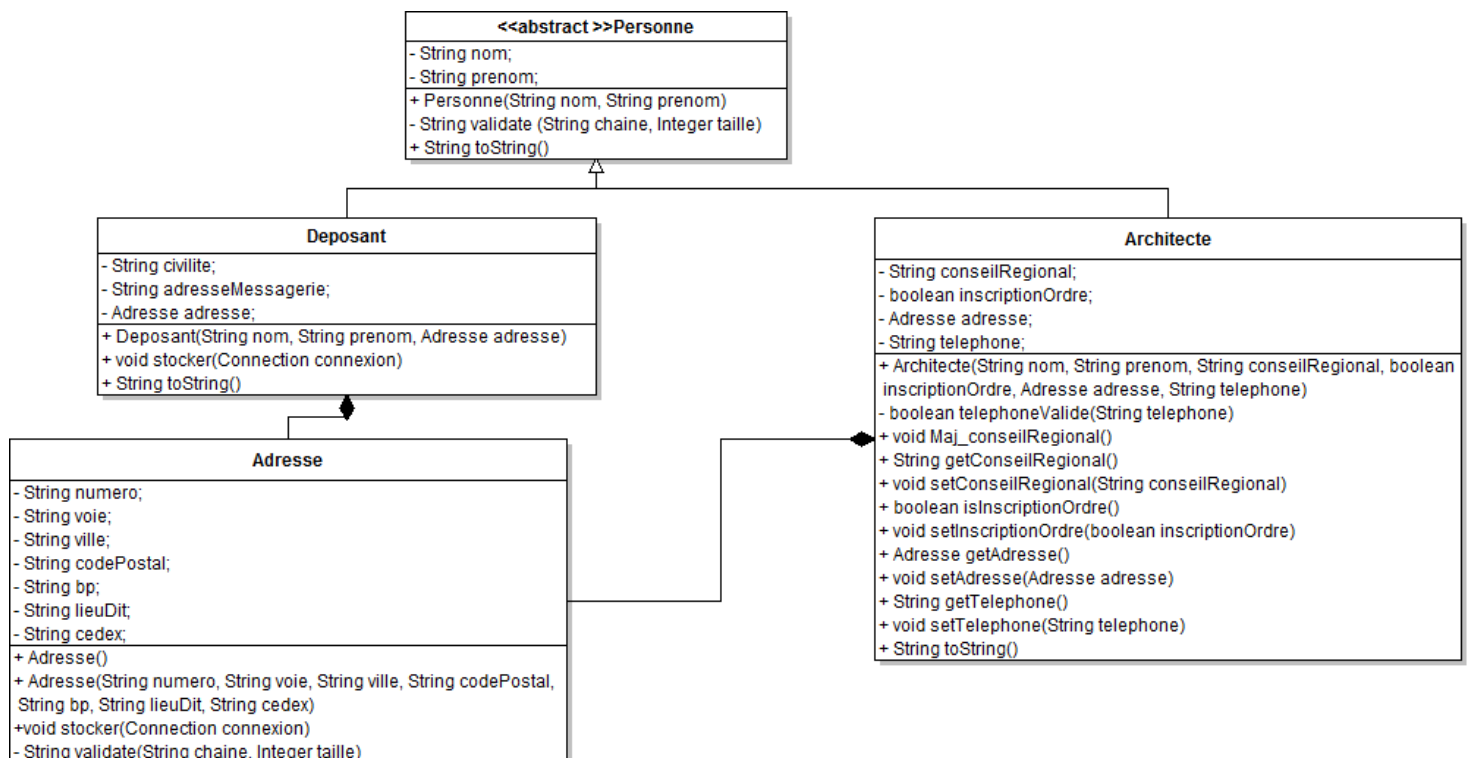 <<abstract >>Personne
- String nom;
- String prenom;
+ Personne(String nom, String prenom)
- String validate (String chaine, Integer taille)
+ String toString()
Deposant
- String civilite;
- String adresseMessagerie;
- Adresse adresse;
+ Deposant(String nom, String prenom, Adresse adresse)
+ void stocker(Connection connexion)
+ String toString()
Architecte
- String conseilRegional;
- boolean inscriptionOrdre;
- Adresse adresse;
- String telephone;
+ Architecte(String nom, String prenom, String conseilRegional, boolean
inscriptionOrdre, Adresse adresse, String telephone)
- boolean telephoneValide(String telephone)
+ void Maj_conseilRegional()
+ String getConseilRegional()
+ void setConseilRegional(String conseilRegional)
+ boolean isInscriptionOrdre()
+ void setInscriptionOrdre(boolean inscriptionOrdre)
+ Adresse getAdresse()
+ void setAdresse(Adresse adresse)
+ String getTelephone()
+ void setTelephone(String telephone)
+ String toString()
Adresse
- String numero;
- String voie;
- String ville;
- String codePostal;
- String bp;
- String lieuDit;
- String cedex;
+ Adresse()
+ Adresse(String numero, String voie, String ville, String codePostal,
String bp, String lieuDit, String cedex)
+void stocker(Connection connexion)
- String validate(String chaine, Integer taille)